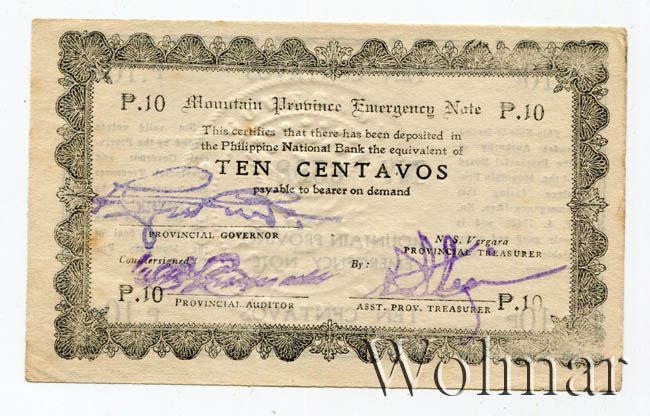 P.10 Mountain Province Emergency Note P.10
This certifies that there has been deposited in
the Philippine National Bank the equivalent of
TEN CENTAVOS
payable to bearer on demand
PROVINCIAL GOVERNOR
N. S. Vergara
PROVINCIAL TREASURER
Countersigned
By:
P.10 PROVINCIAL AUDITOR
ASST. PROV. TREASURER P.10
Wolmar